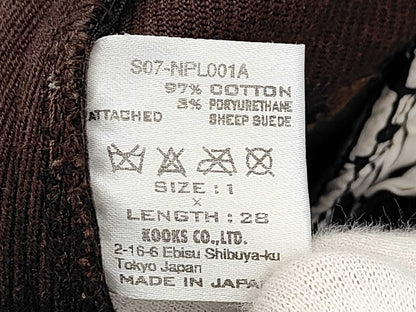 S07-NPL001A
97% COTTON
3% PORYURETHANE
ATTACHED SHEEP SUEDE
SIZE:1
×
LENGTH:28
KOOKS CO.,LTD.
2-16-6 Ebisu Shibuya-ku
Tokyo Japan
MADE IN JAPAN